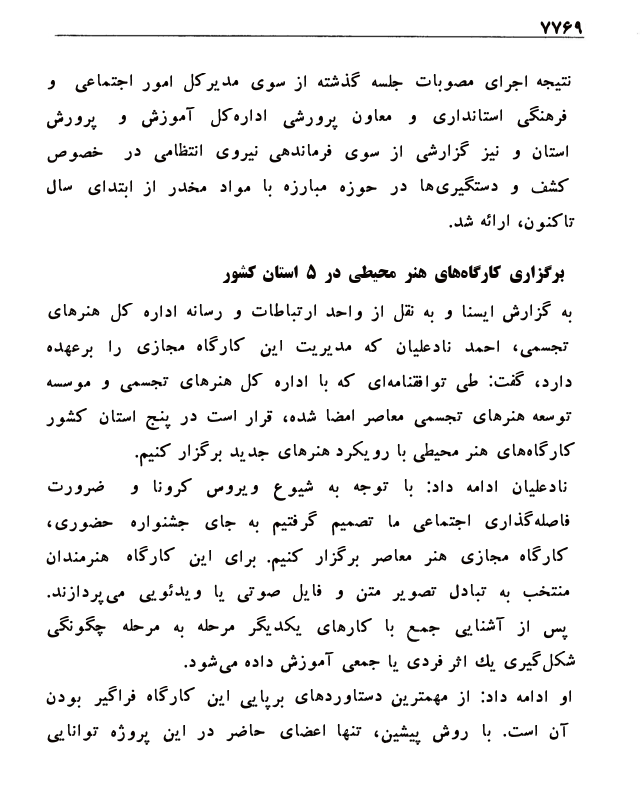 ۷۷۶۹
نتیجه اجرای مصوبات جلسه گذشته از سوی مدیرکل امور اجتماعی و
فرهنگی استانداری و معاون پرورشی اداره‌کل آموزش و پرورش
استان و نیز گزارشی از سوی فرماندهی نیروی انتظامی در خصوص
کشف و دستگیری‌ها در حوزه مبارزه با مواد مخدر از ابتدای سال
تاکنون، ارائه شد.
برگزاری کارگاه‌های هنر محیطی در ۵ استان کشور
به گزارش ایسنا و به نقل از واحد ارتباطات و رسانه اداره کل هنرهای
تجسمی، احمد نادعلیان که مدیریت این کارگاه مجازی را برعهده
دارد، گفت: طی توافقنامه‌ای که با اداره کل هنرهای تجسمی و موسسه
توسعه هنرهای تجسمی معاصر امضا شده، قرار است در پنج استان کشور
کارگاه‌های هنر محیطی با رویکرد هنرهای جدید برگزار کنیم.
نادعلیان ادامه داد: با توجه به شیوع ویروس کرونا و ضرورت
فاصله‌گذاری اجتماعی ما تصمیم گرفتیم به جای جشنواره حضوری،
کارگاه مجازی هنر معاصر برگزار کنیم. برای این کارگاه هنرمندان
منتخب به تبادل تصویر متن و فایل صوتی یا ویدئویی می‌پردازند.
پس از آشنایی جمع با کارهای یکدیگر مرحله به مرحله چگونگی
شکل‌گیری یك اثر فردی یا جمعی آموزش داده می‌شود.
او ادامه داد: از مهمترین دستاوردهای برپایی این کارگاه فراگیر بودن
آن است. با روش پیشین، تنها اعضای حاضر در این پروژه توانایی